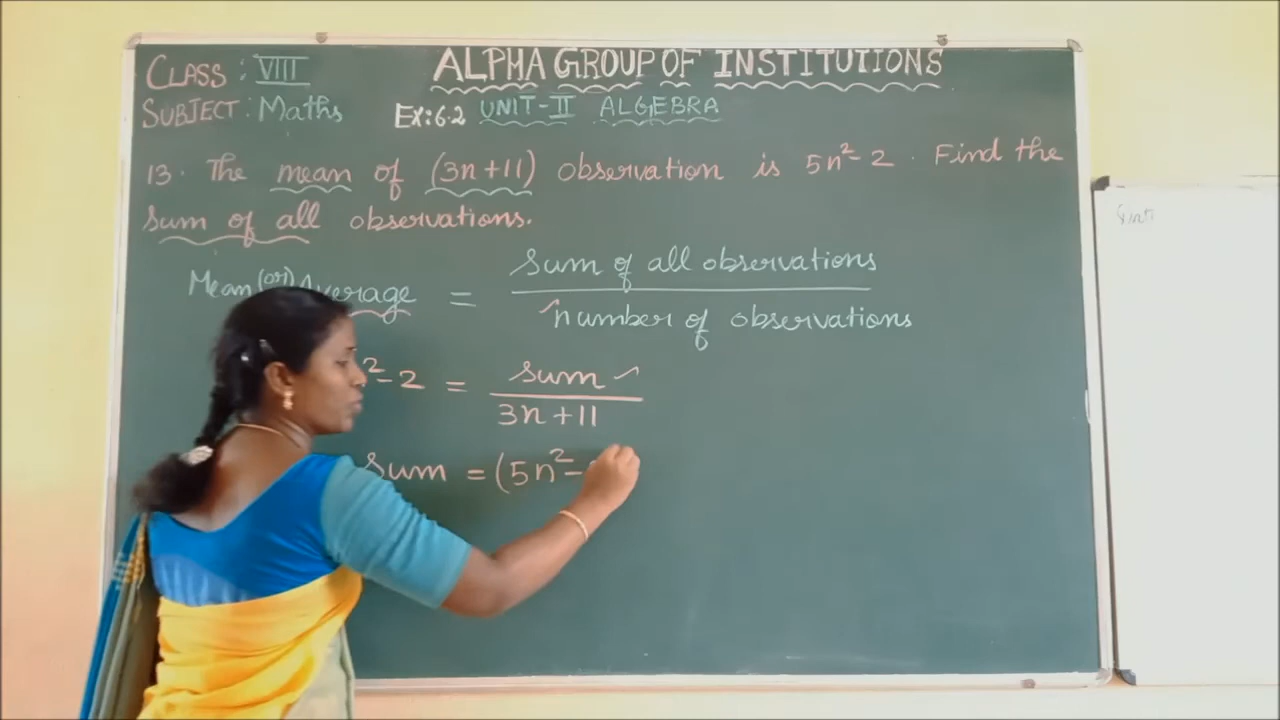 ALPHA GROUP OF INSTITUTIONS
CLASS : VIII
SUBJECT : Maths
Ex: 6.2 UNIT-II ALGEBRA
13. The mean of (3n+11) observation is 5n²- 2. Find the
sum of all observations.
Mean (or) Average = sum of all observations / number of observations
²- 2 = sum / 3n+11
sum = (5n²-